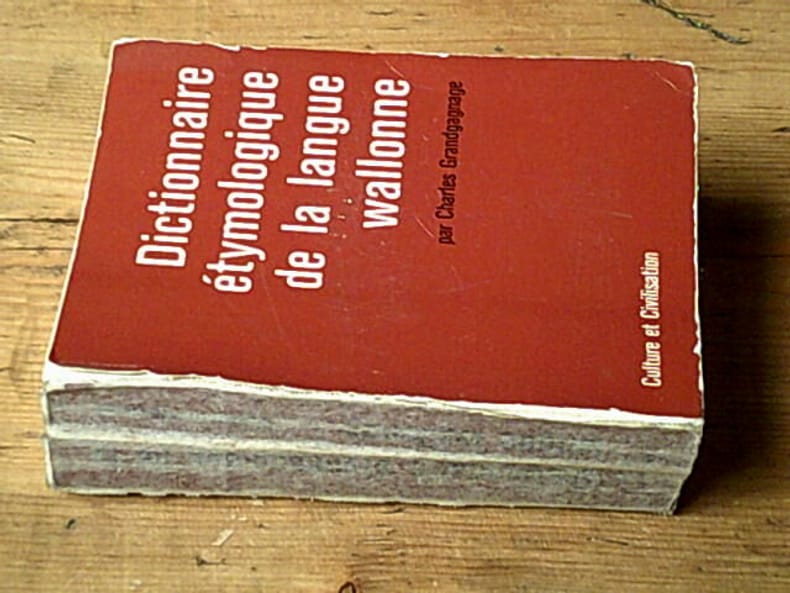 Dictionnaire
étymologique
de la langue
wallonne
par Charles Grandgagnage
Culture et Civilisation